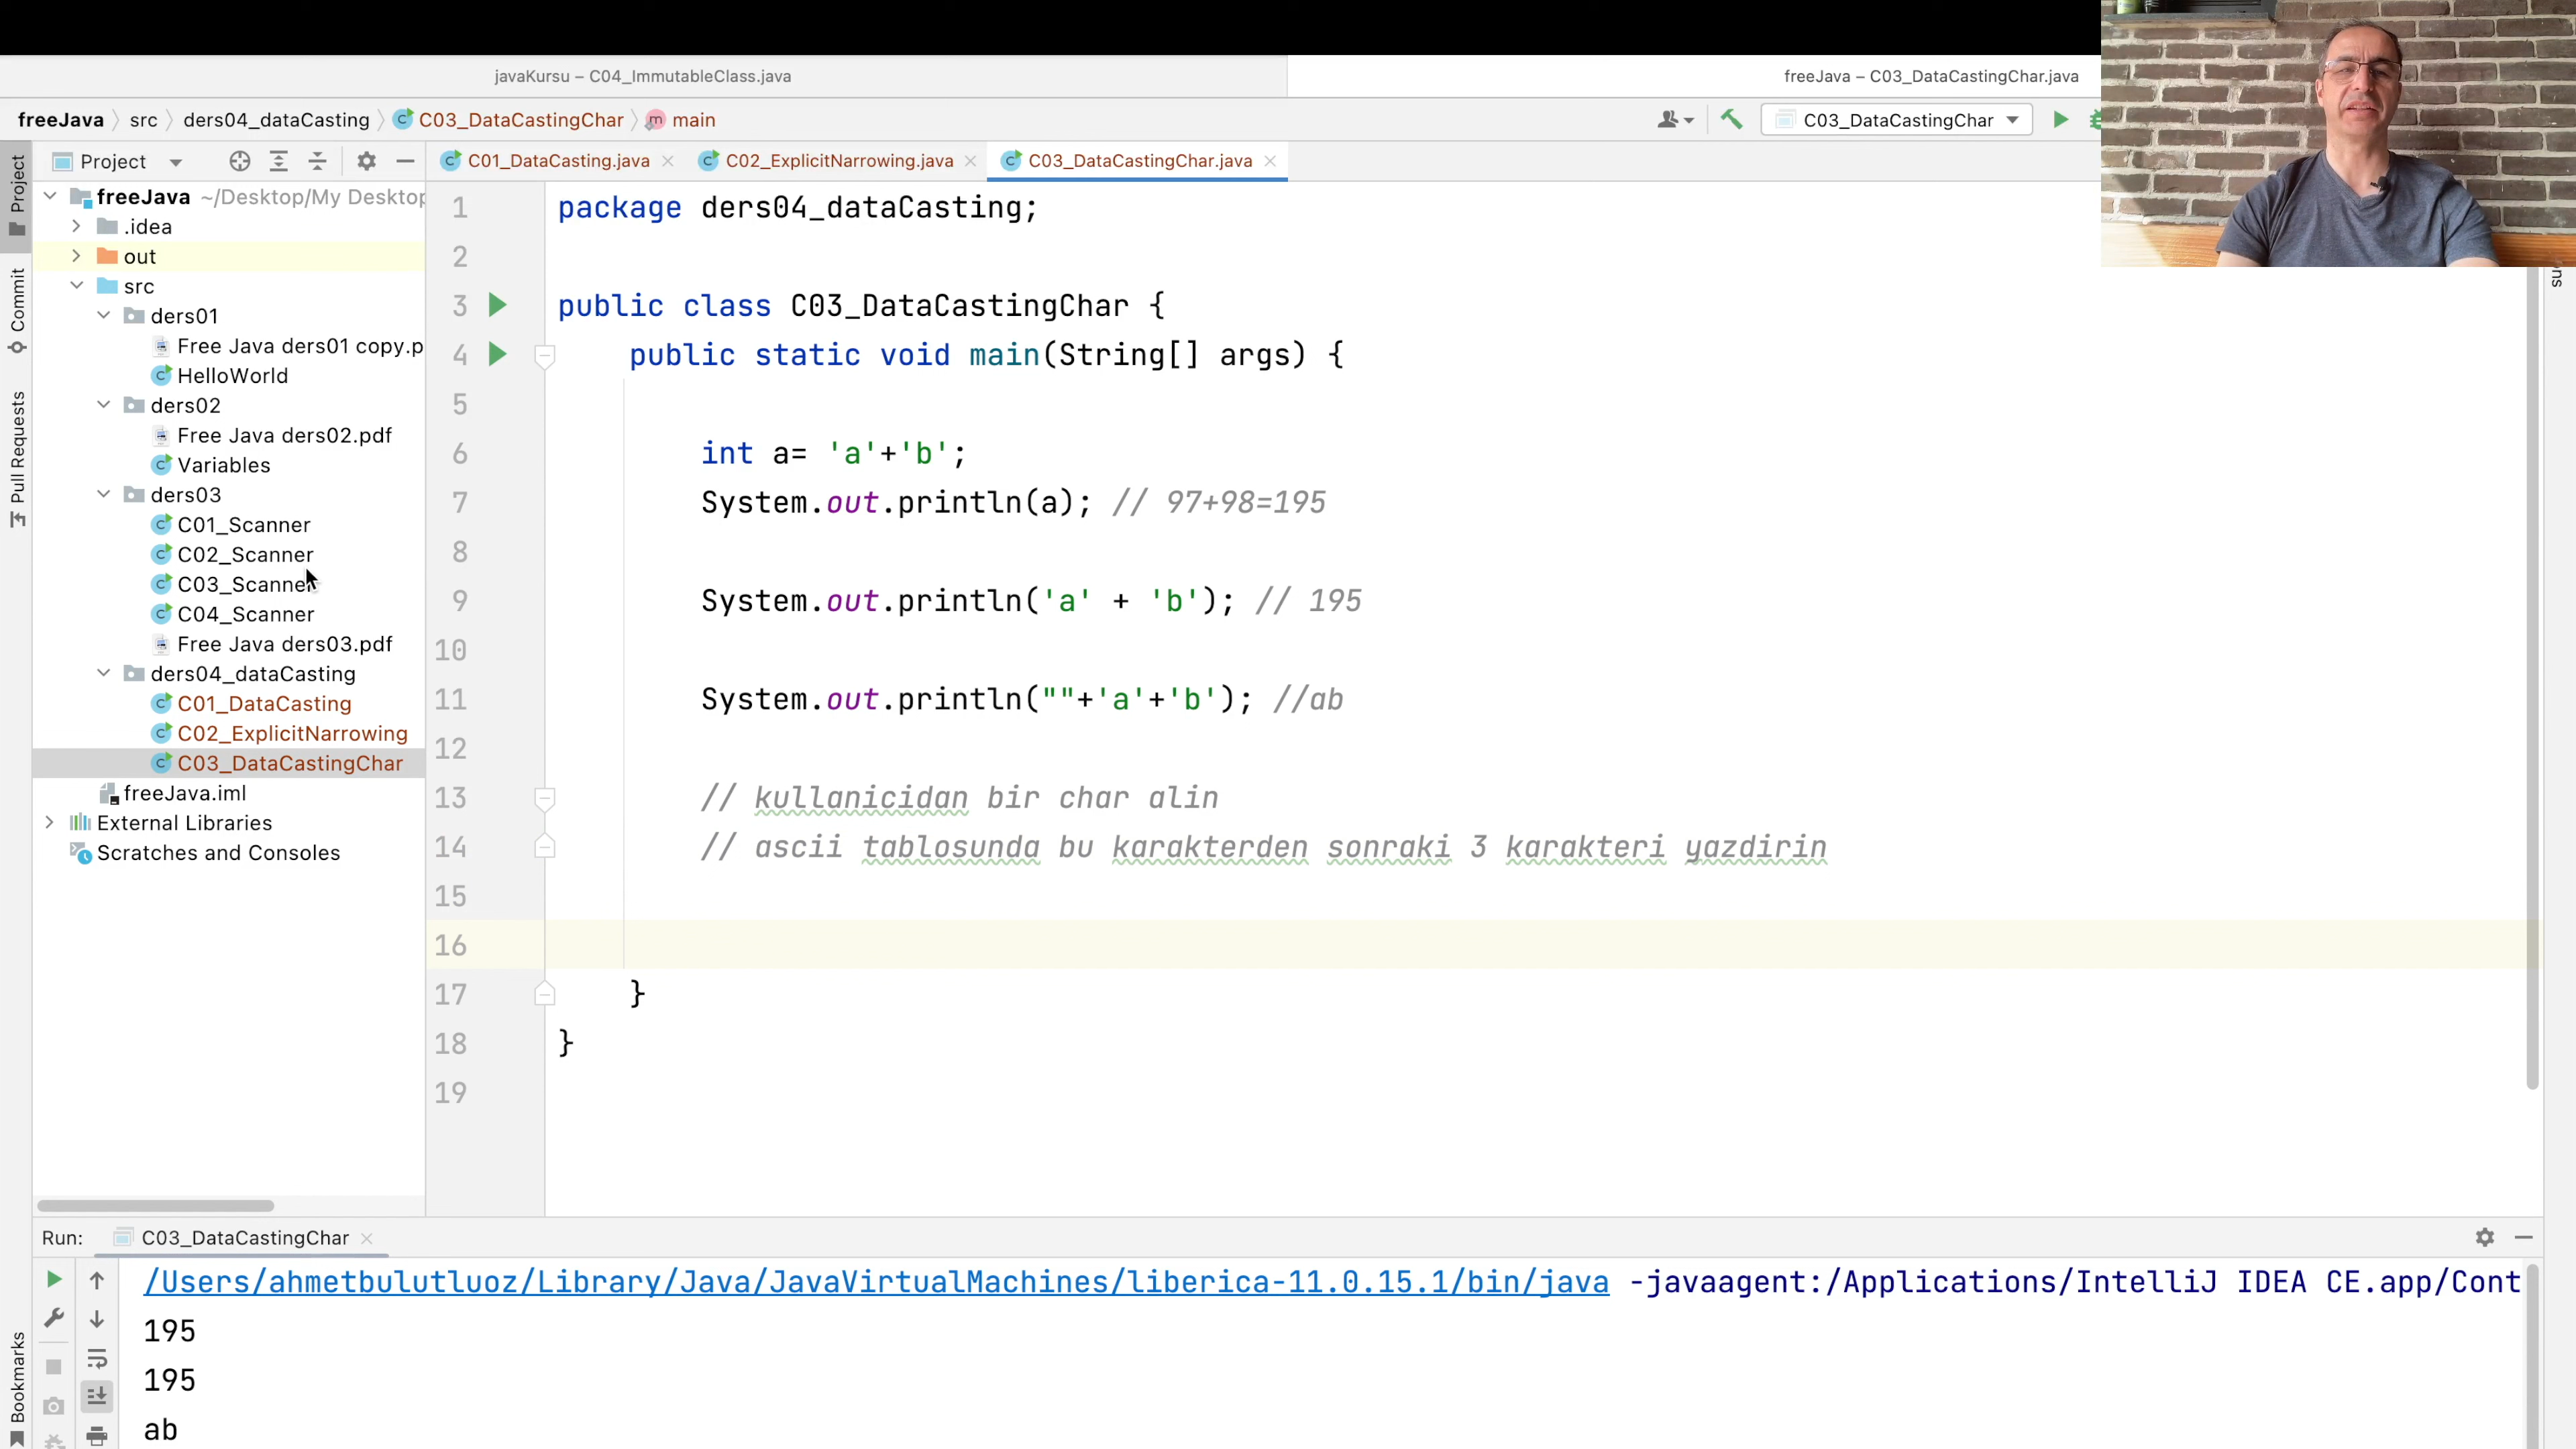 javaKursu – C04_ImmutableClass.java
freeJava – C03_DataCastingChar.java
freeJava src ders04_dataCasting C03_DataCastingChar main
C03_DataCastingChar
Project
C01_DataCasting.java
C02_ExplicitNarrowing.java
C03_DataCastingChar.java
Project
Commit
Pull Requests
Bookmarks
freeJava ~/Desktop/My Desktop
.idea
out
src
ders01
Free Java ders01 copy.p
HelloWorld
ders02
Free Java ders02.pdf
Variables
ders03
C01_Scanner
C02_Scanner
C03_Scanner
C04_Scanner
Free Java ders03.pdf
ders04_dataCasting
C01_DataCasting
C02_ExplicitNarrowing
C03_DataCastingChar
freeJava.iml
External Libraries
Scratches and Consoles
1 package ders04_dataCasting;
2
3 public class C03_DataCastingChar {
4 public static void main(String[] args) {
5
6 int a= 'a'+'b';
7 System.out.println(a); // 97+98=195
8
9 System.out.println('a' + 'b'); // 195
10
11 System.out.println(""+'a'+'b'); //ab
12
13 // kullanicidan bir char alin
14 // ascii tablosunda bu karakterden sonraki 3 karakteri yazdirin
15
16
17 }
18 }
19
Run: C03_DataCastingChar
/Users/ahmetbulutluoz/Library/Java/JavaVirtualMachines/liberica-11.0.15.1/bin/java -javaagent:/Applications/IntelliJ IDEA CE.app/Cont
195
195
ab